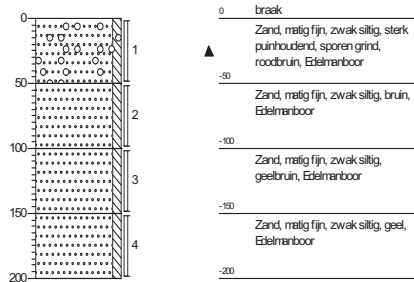 0
50
100
150
200
1
2
3
4
0 braak
Zand, matig fijn, zwak siltig, sterk
puinhoudend, sporen grind,
roodbruin, Edelmanboor
-50
Zand, matig fijn, zwak siltig, bruin,
Edelmanboor
-100
Zand, matig fijn, zwak siltig,
geelbruin, Edelmanboor
-150
Zand, matig fijn, zwak siltig, geel,
Edelmanboor
-200